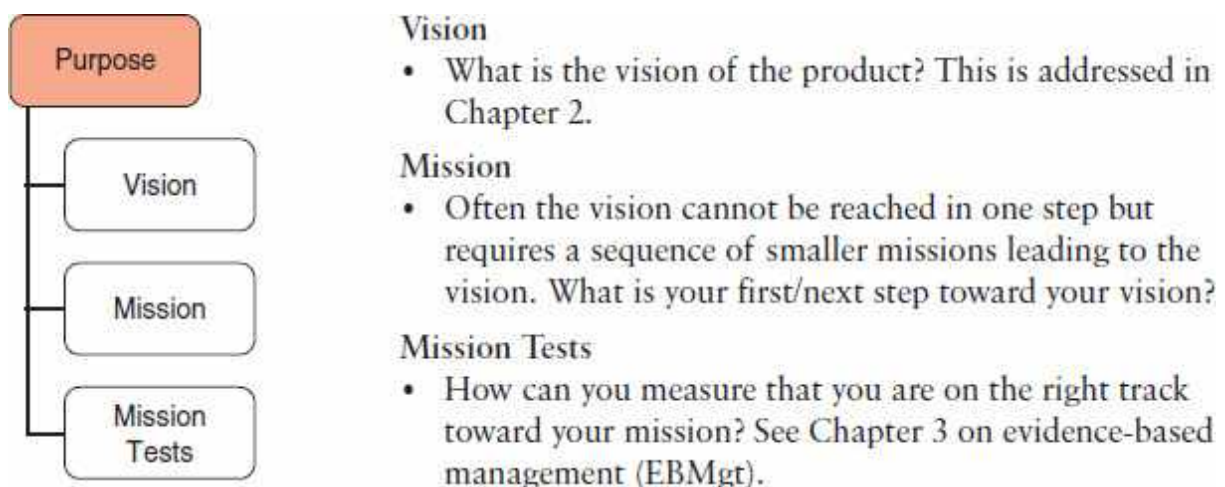 Purpose
Vision
Mission
Mission
Tests
Vision
• What is the vision of the product? This is addressed in
Chapter 2.
Mission
• Often the vision cannot be reached in one step but
requires a sequence of smaller missions leading to the
vision. What is your first/next step toward your vision?
Mission Tests
• How can you measure that you are on the right track
toward your mission? See Chapter 3 on evidence-based
management (EBMgt).